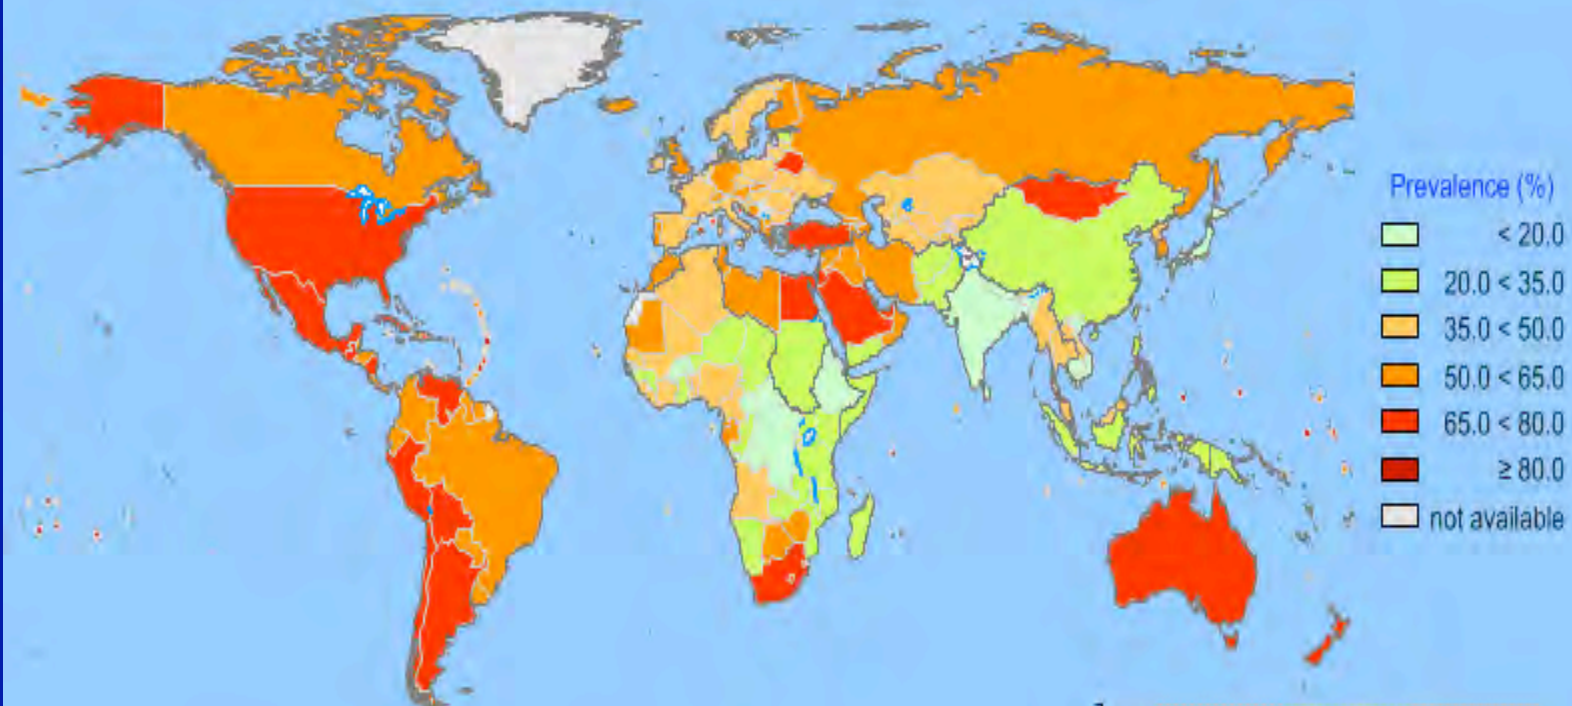 Prevalence (%)
< 20.0
20.0 < 35.0
35.0 < 50.0
50.0 < 65.0
65.0 < 80.0
≥ 80.0
not available